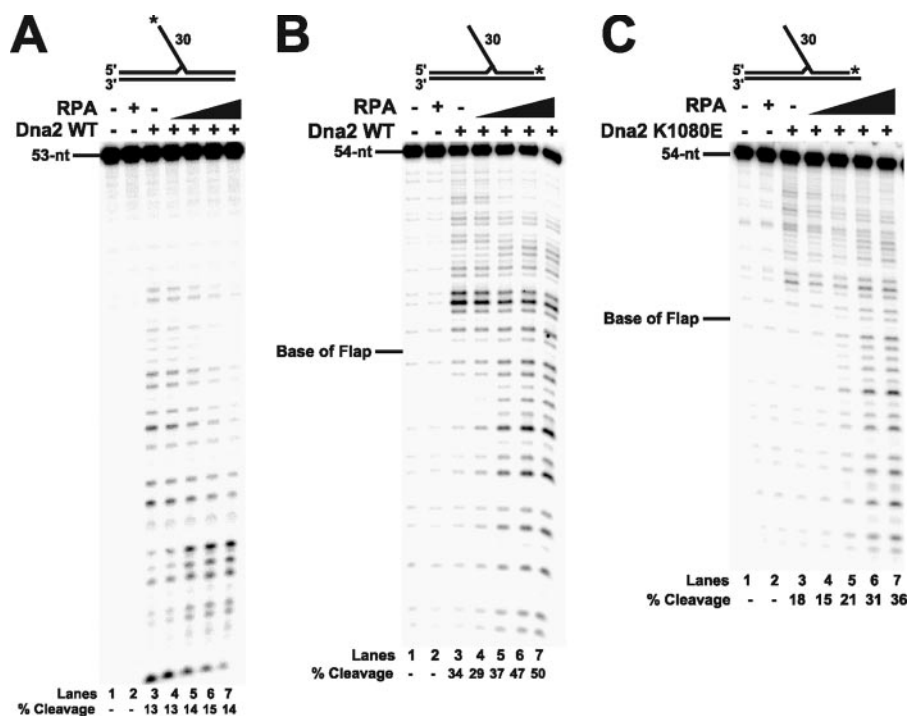 A
*
30
5'
3'
RPA - + -
Dna2 WT - - + + + + +
53-nt
Lanes 1 2 3 4 5 6 7
% Cleavage - - 13 13 14 15 14
B
30
5'
3'
*
RPA - + -
Dna2 WT - - + + + + +
54-nt
Base of Flap
Lanes 1 2 3 4 5 6 7
% Cleavage - - 34 29 37 47 50
C
30
5'
3'
*
RPA - + -
Dna2 K1080E - - + + + + +
54-nt
Base of Flap
Lanes 1 2 3 4 5 6 7
% Cleavage - - 18 15 21 31 36